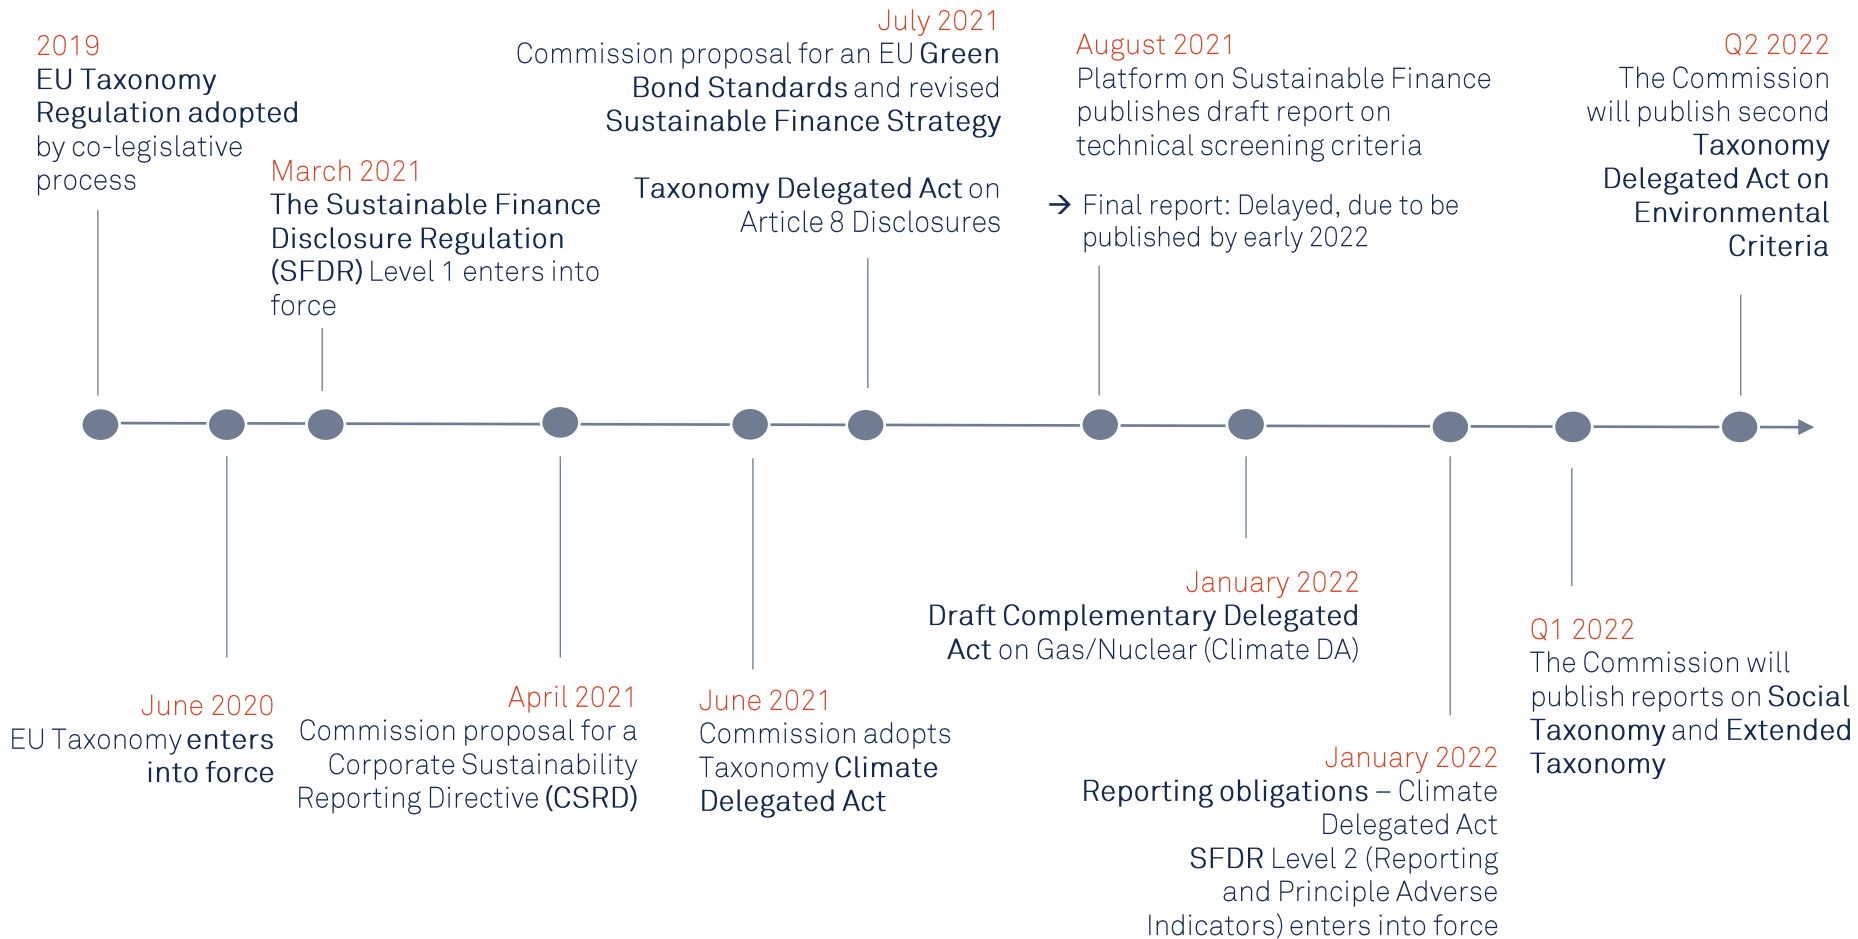 2019
EU Taxonomy
Regulation adopted
by co-legislative
process
June 2020
EU Taxonomy enters
into force
March 2021
The Sustainable Finance
Disclosure Regulation
(SFDR) Level 1 enters into
force
April 2021
Commission proposal for a
Corporate Sustainability
Reporting Directive (CSRD)
June 2021
Commission adopts
Taxonomy Climate
Delegated Act
July 2021
Commission proposal for an EU Green
Bond Standards and revised
Sustainable Finance Strategy
Taxonomy Delegated Act on
Article 8 Disclosures
August 2021
Platform on Sustainable Finance
publishes draft report on
technical screening criteria
→ Final report: Delayed, due to be
published by early 2022
January 2022
Draft Complementary Delegated
Act on Gas/Nuclear (Climate DA)
January 2022
Reporting obligations – Climate
Delegated Act
SFDR Level 2 (Reporting
and Principle Adverse
Indicators) enters into force
Q1 2022
The Commission will
publish reports on Social
Taxonomy and Extended
Taxonomy
Q2 2022
The Commission
will publish second
Taxonomy
Delegated Act on
Environmental
Criteria